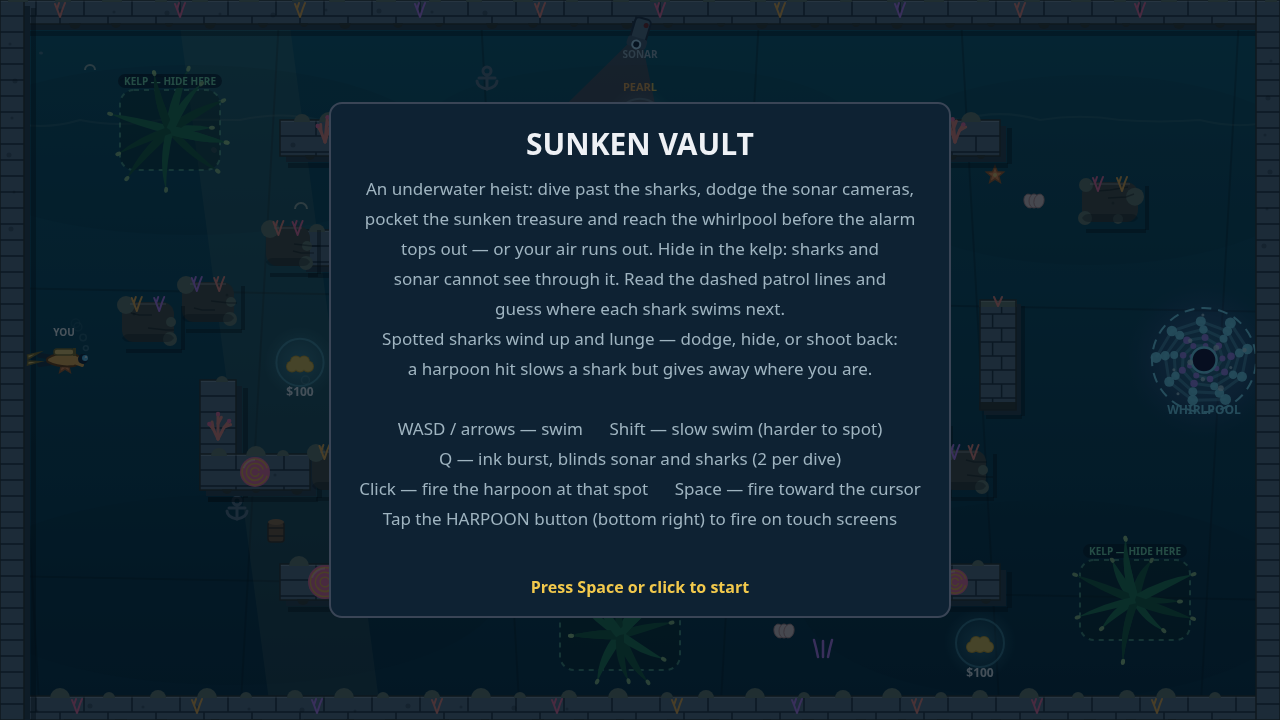 SONAR
KELP - - HIDE HERE
PEARL
SUNKEN VAULT
An underwater heist: dive past the sharks, dodge the sonar cameras,
pocket the sunken treasure and reach the whirlpool before the alarm
tops out — or your air runs out. Hide in the kelp: sharks and
sonar cannot see through it. Read the dashed patrol lines and
guess where each shark swims next.
Spotted sharks wind up and lunge — dodge, hide, or shoot back:
a harpoon hit slows a shark but gives away where you are.
WASD / arrows — swim Shift — slow swim (harder to spot)
Q — ink burst, blinds sonar and sharks (2 per dive)
Click — fire the harpoon at that spot Space — fire toward the cursor
Tap the HARPOON button (bottom right) to fire on touch screens
Press Space or click to start
YOU
$100
WHIRLPOOL
KELP — HIDE HERE
$100